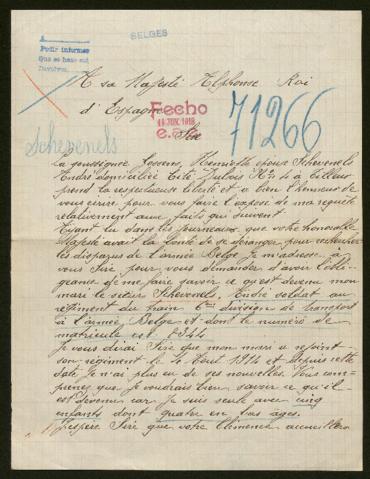 A
Pedir informes
Que se hace así
BELGES
A sa Majesté Alphonse Roi
d'Espagne
Fecho
11 JUN. 1918
Sire
71266
Schevenels
La soussignée Henriette épouse Schevenels
André domiciliée Cité Dubois N° 4 à Tilleur
prend la respectueuse liberté et a bien l'honneur de
vous écrire pour vous faire l'exposé de ma requête
relativement aux faits qui suivent
Ayant lu dans les journeaux que votre honorable
Majesté avait la bonté de se déranger pour rechercher
les disparus de l'armée Belge je m'adresse à
vous Sire pour vous demander d'avoir l'obli-
geance de me faire savoir ce qu'est devenu mon
mari le sieur Schevenels, André soldat au
régiment du train 6me division de transport
à l'armée Belge et dont le numéro de
matricule est 5944
Je vous dirai Sire que mon mari a rejoint
son régiment le 4 Août 1914 et depuis cette
date je n'ai plus eu de ses nouvelles. Vous com-
prenez que je voudrais bien savoir ce qu'il
est devenu car je suis seule avec cinq
enfants dont quatre en bas âges.
J'espère Sire que votre Clémence